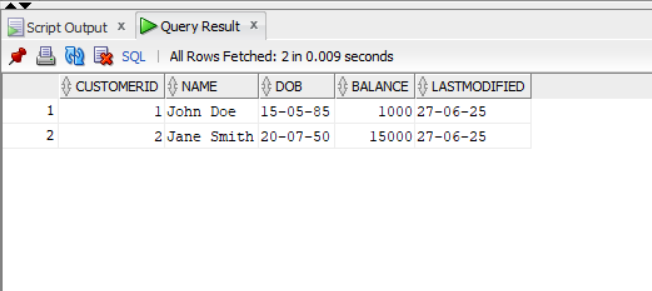 Script Output x Query Result x
SQL | All Rows Fetched: 2 in 0.009 seconds
CUSTOMERID NAME DOB BALANCE LASTMODIFIED
1 1 John Doe 15-05-85 1000 27-06-25
2 2 Jane Smith 20-07-50 15000 27-06-25